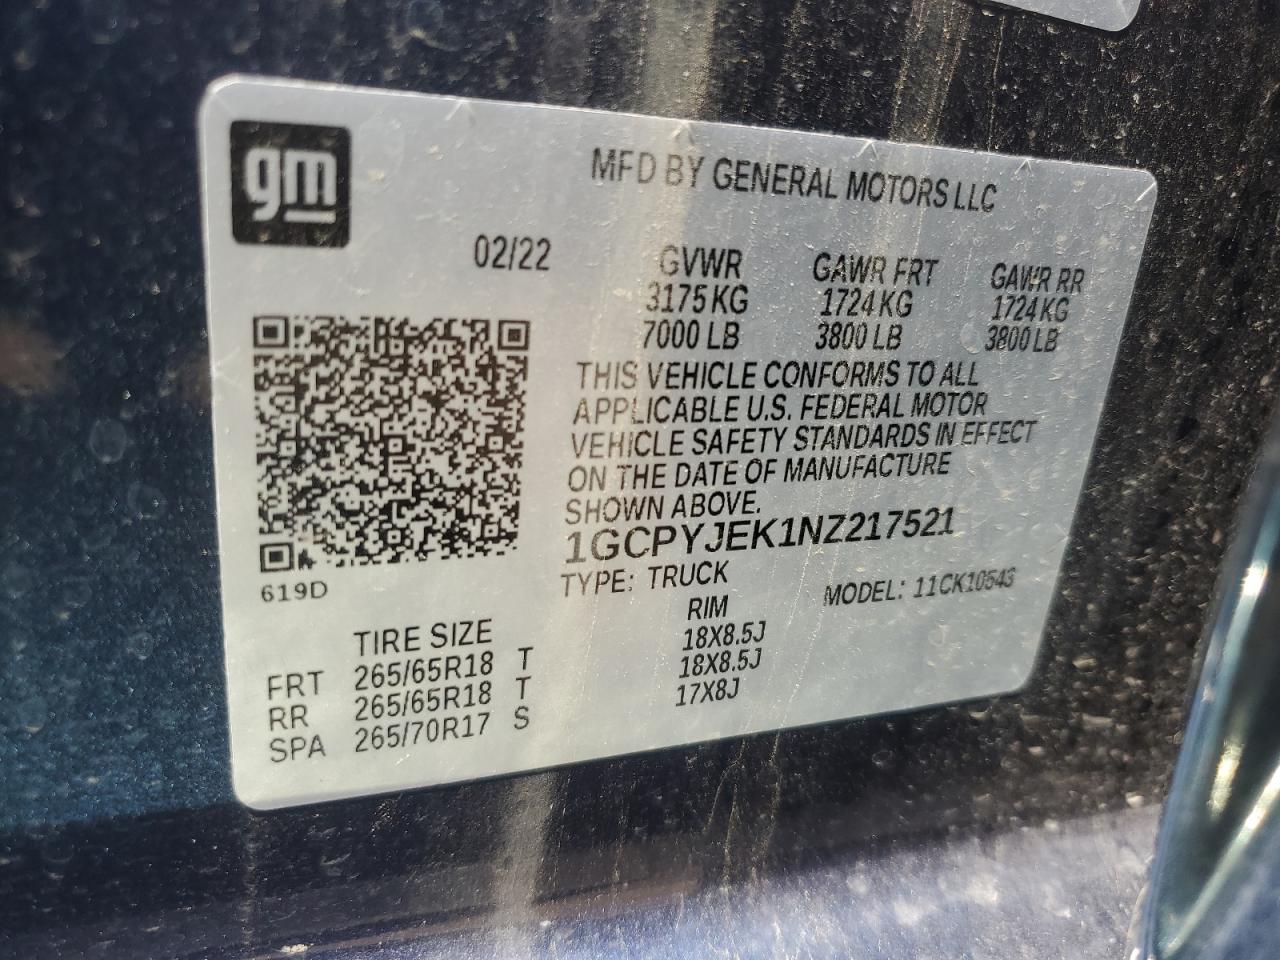 gm
MFD BY GENERAL MOTORS LLC
02/22 GVWR GAWR FRT GAWR RR
3175 KG 1724 KG 1724 KG
7000 LB 3800 LB 3800 LB
THIS VEHICLE CONFORMS TO ALL
APPLICABLE U.S. FEDERAL MOTOR
VEHICLE SAFETY STANDARDS IN EFFECT
ON THE DATE OF MANUFACTURE
SHOWN ABOVE.
1GCPYJEK1NZ217521
619D
TYPE: TRUCK MODEL: 11CK10543
TIRE SIZE RIM
FRT 265/65R18 T 18X8.5J
RR 265/65R18 T 18X8.5J
SPA 265/70R17 S 17X8J